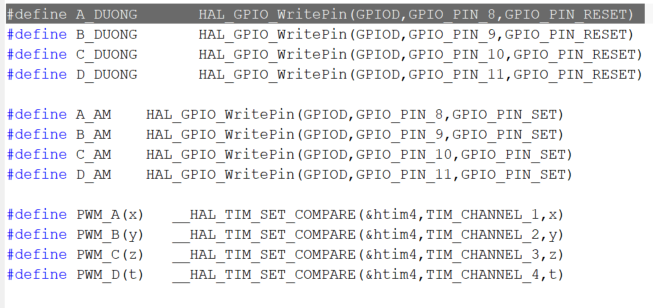 #define A_DUONG HAL_GPIO_WritePin(GPIOD,GPIO_PIN_8,GPIO_PIN_RESET)
#define B_DUONG HAL_GPIO_WritePin(GPIOD,GPIO_PIN_9,GPIO_PIN_RESET)
#define C_DUONG HAL_GPIO_WritePin(GPIOD,GPIO_PIN_10,GPIO_PIN_RESET)
#define D_DUONG HAL_GPIO_WritePin(GPIOD,GPIO_PIN_11,GPIO_PIN_RESET)
#define A_AM HAL_GPIO_WritePin(GPIOD,GPIO_PIN_8,GPIO_PIN_SET)
#define B_AM HAL_GPIO_WritePin(GPIOD,GPIO_PIN_9,GPIO_PIN_SET)
#define C_AM HAL_GPIO_WritePin(GPIOD,GPIO_PIN_10,GPIO_PIN_SET)
#define D_AM HAL_GPIO_WritePin(GPIOD,GPIO_PIN_11,GPIO_PIN_SET)
#define PWM_A(x) __HAL_TIM_SET_COMPARE(&htim4,TIM_CHANNEL_1,x)
#define PWM_B(y) __HAL_TIM_SET_COMPARE(&htim4,TIM_CHANNEL_2,y)
#define PWM_C(z) __HAL_TIM_SET_COMPARE(&htim4,TIM_CHANNEL_3,z)
#define PWM_D(t) __HAL_TIM_SET_COMPARE(&htim4,TIM_CHANNEL_4,t)